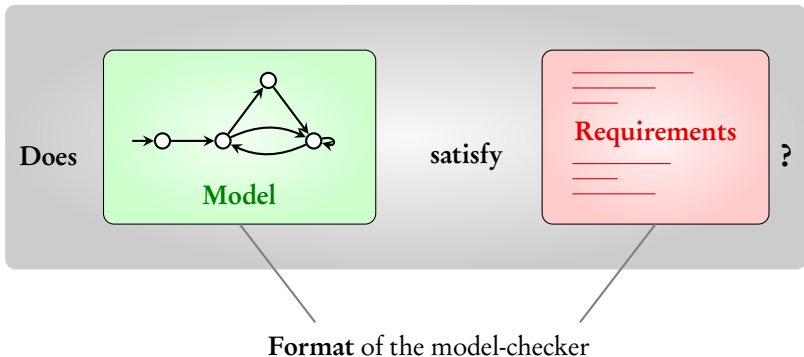 Does
Model
satisfy
Requirements
?
Format of the model-checker